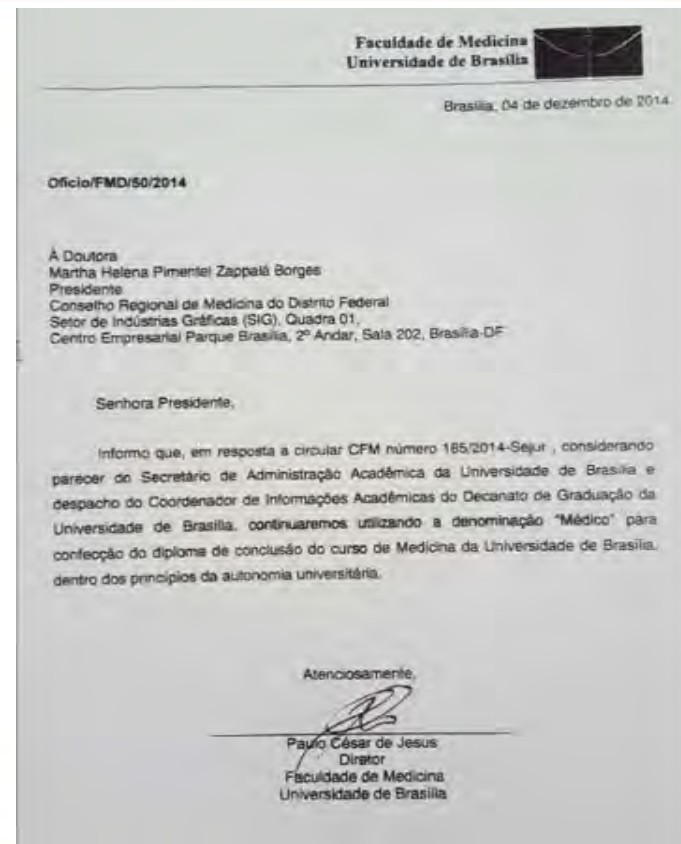 Faculdade de Medicina
Universidade de Brasília
Brasília, 04 de dezembro de 2014.
Ofício/FMD/50/2014
À Doutora
Martha Helena Pimentel Zappalá Borges
Presidente
Conselho Regional de Medicina do Distrito Federal
Setor de Indústrias Gráficas (SIG), Quadra 01,
Centro Empresarial Parque Brasília, 2º Andar, Sala 202, Brasília-DF
Senhora Presidente,
Informo que, em resposta a circular CFM número 165/2014-Sejur , considerando
parecer do Secretário de Administração Acadêmica da Universidade de Brasília e
despacho do Coordenador de Informações Acadêmicas do Decanato de Graduação da
Universidade de Brasília, continuaremos utilizando a denominação "Médico" para
confecção do diploma de conclusão do curso de Medicina da Universidade de Brasília,
dentro dos princípios da autonomia universitária.
Atenciosamente,
Paulo César de Jesus
Diretor
Faculdade de Medicina
Universidade de Brasília